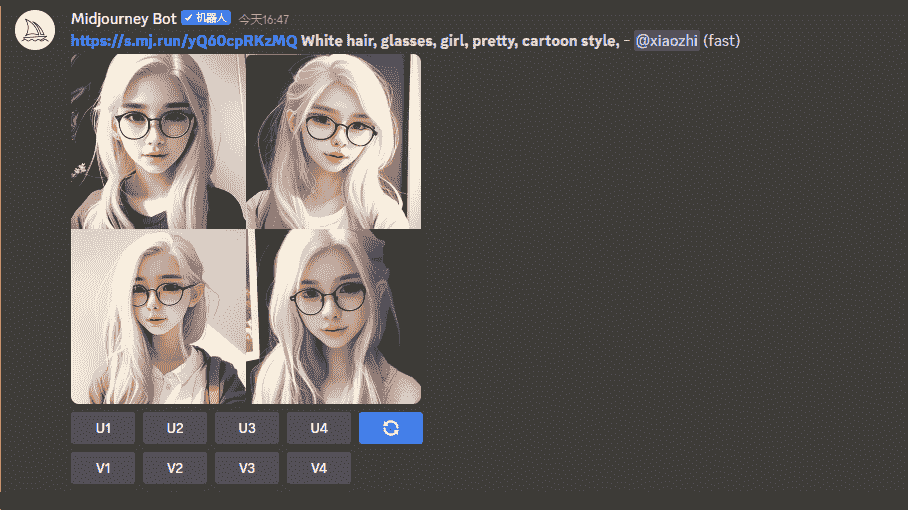 Midjourney Bot ✓ 机器人 今天16:47
https://s.mj.run/yQ60cpRKzMQ White hair, glasses, girl, pretty, cartoon style, - @xiaozhi (fast)
U1 U2 U3 U4
V1 V2 V3 V4